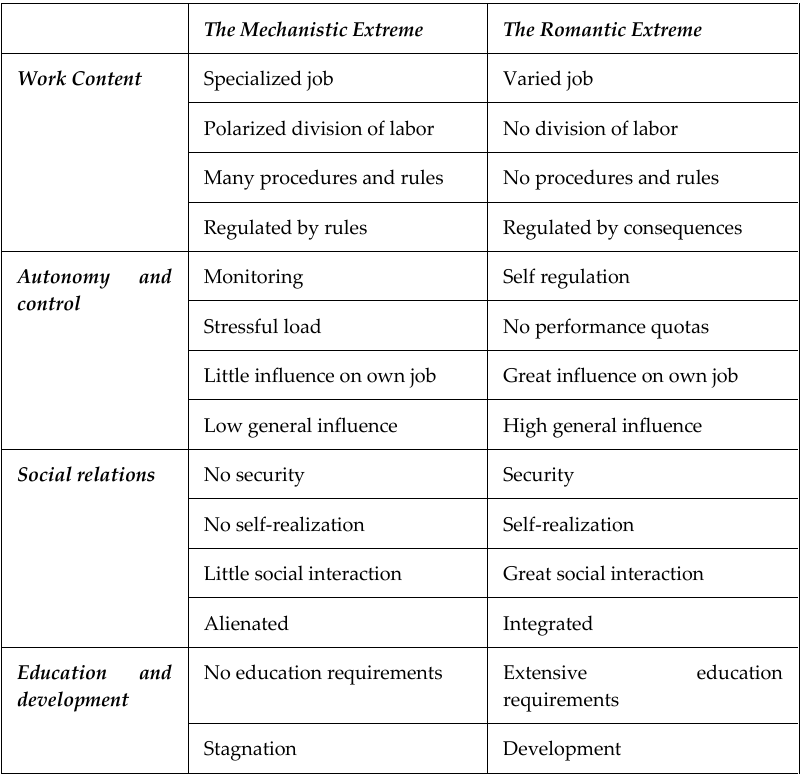 The Mechanistic Extreme The Romantic Extreme
Work Content Specialized job Varied job
Polarized division of labor No division of labor
Many procedures and rules No procedures and rules
Regulated by rules Regulated by consequences
Autonomy and Monitoring Self regulation
control
Stressful load No performance quotas
Little influence on own job Great influence on own job
Low general influence High general influence
Social relations No security Security
No self-realization Self-realization
Little social interaction Great social interaction
Alienated Integrated
Education and No education requirements Extensive education
development requirements
Stagnation Development